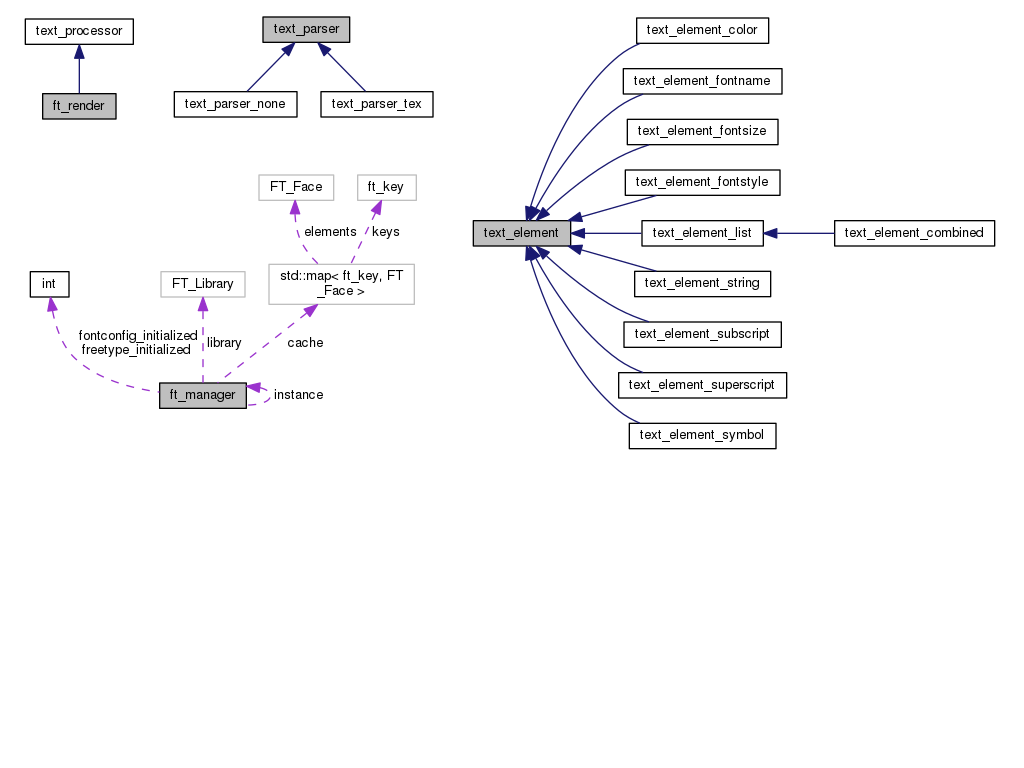 text_processor
ft_render
text_parser
text_parser_none
text_parser_tex
FT_Face
ft_key
elements
keys
int
FT_Library
std::map< ft_key, FT
_Face >
fontconfig_initialized
freetype_initialized
library
cache
ft_manager
instance
text_element_color
text_element_fontname
text_element_fontsize
text_element_fontstyle
text_element
text_element_list
text_element_combined
text_element_string
text_element_subscript
text_element_superscript
text_element_symbol